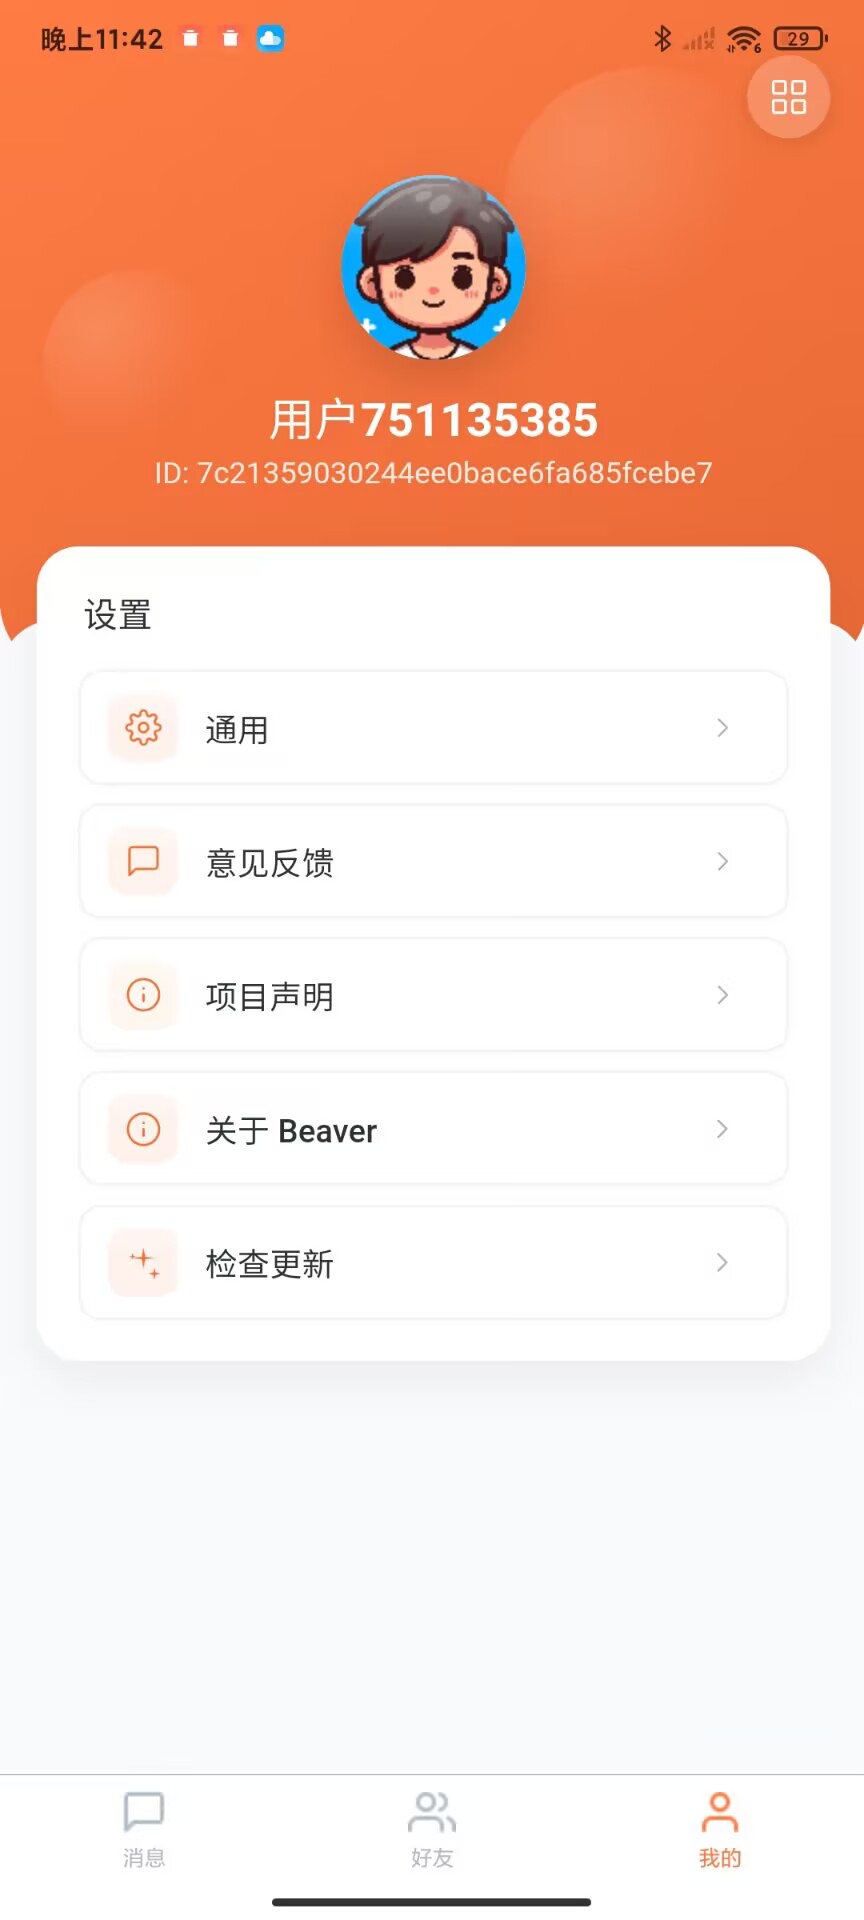 晚上11:42
6
29
用户751135385
ID: 7c21359030244ee0bace6fa685fcebe7
设置
通用
意见反馈
项目声明
关于 Beaver
检查更新
消息
好友
我的